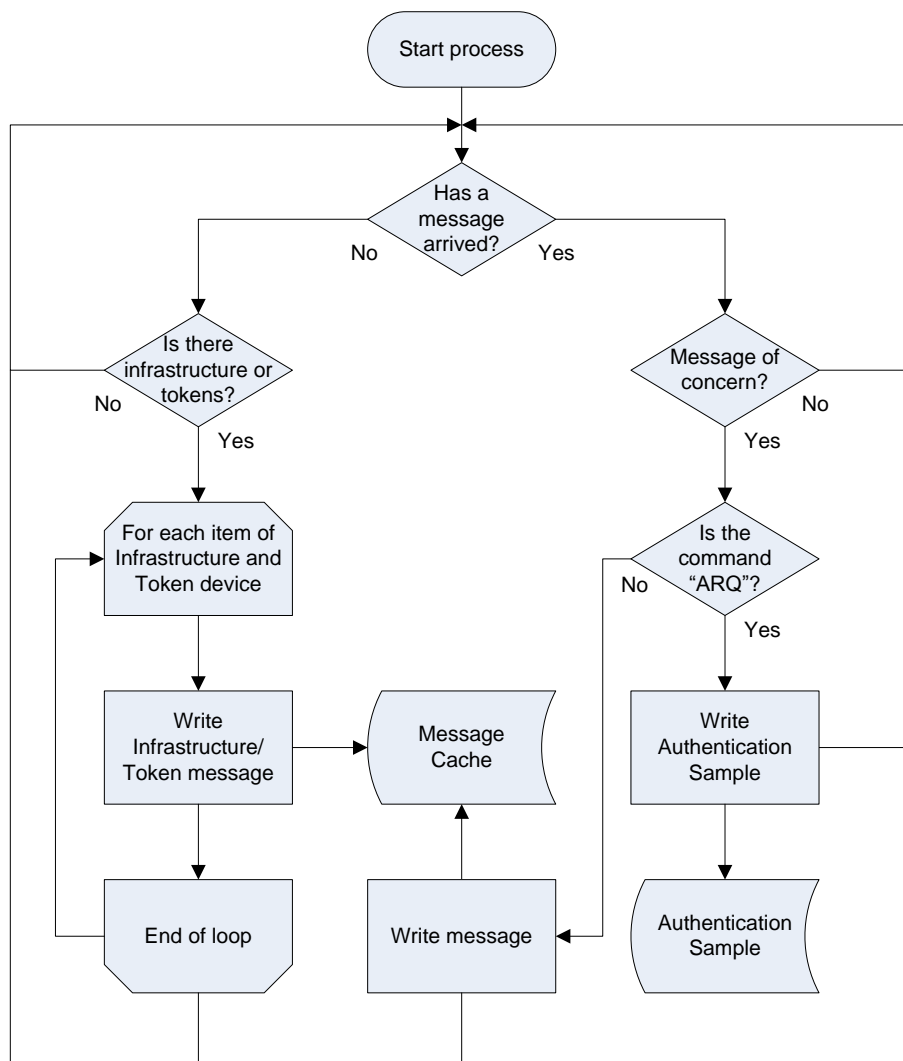 Start process
Has a
message
arrived?
No
Yes
Is there
infrastructure or
tokens?
No
Yes
Message of
concern?
No
Yes
For each item of
Infrastructure and
Token device
Is the
command
“ARQ”?
No
Yes
Write
Infrastructure/
Token message
Message
Cache
Write
Authentication
Sample
End of loop
Write message
Authentication
Sample